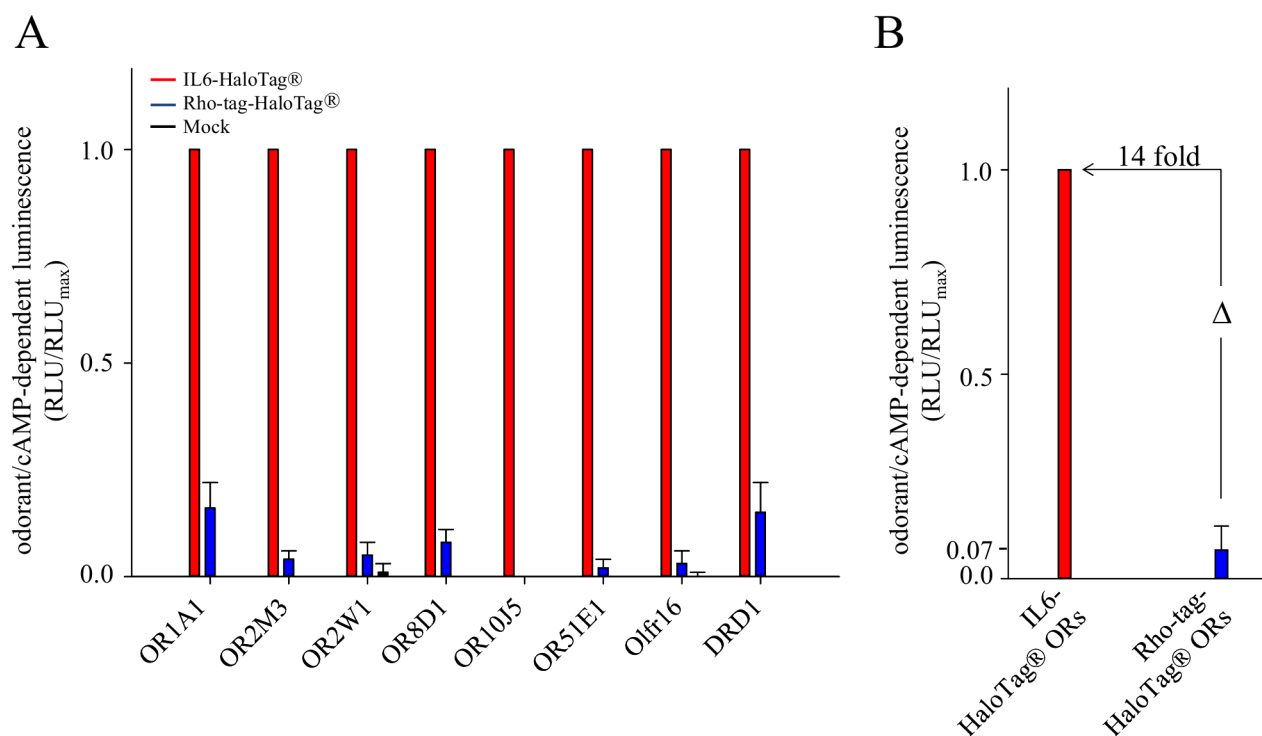 A
IL6-HaloTag®
Rho-tag-HaloTag®
Mock
odorant/cAMP-dependent luminescence
(RLU/RLUmax)
1.0
0.5
0.0
OR1A1
OR2M3
OR2W1
OR8D1
OR10J5
OR51E1
Olfr16
DRD1
B
odorant/cAMP-dependent luminescence
(RLU/RLUmax)
14 fold
Δ
1.0
0.5
0.07
0.0
IL6-
HaloTag® ORs
Rho-tag-
HaloTag® ORs